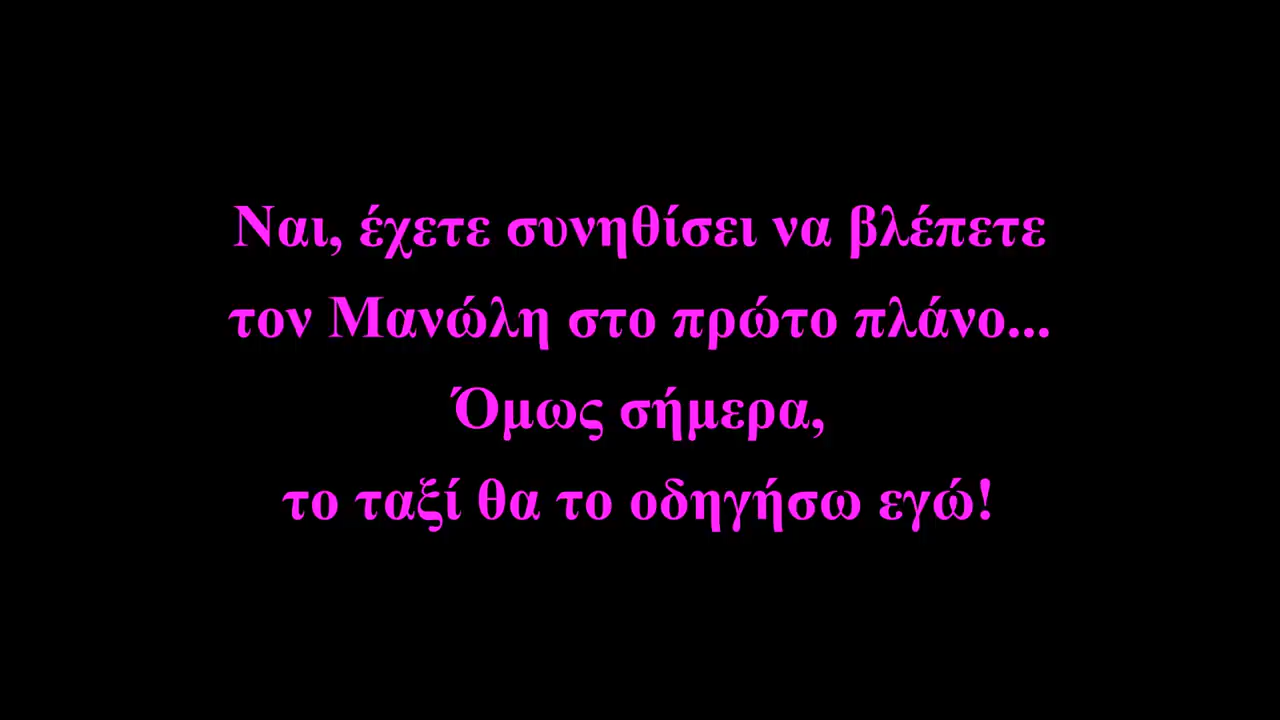 Ναι, έχετε συνηθίσει να βλέπετε
τον Μανώλη στο πρώτο πλάνο...
Όμως σήμερα,
το ταξί θα το οδηγήσω εγώ!